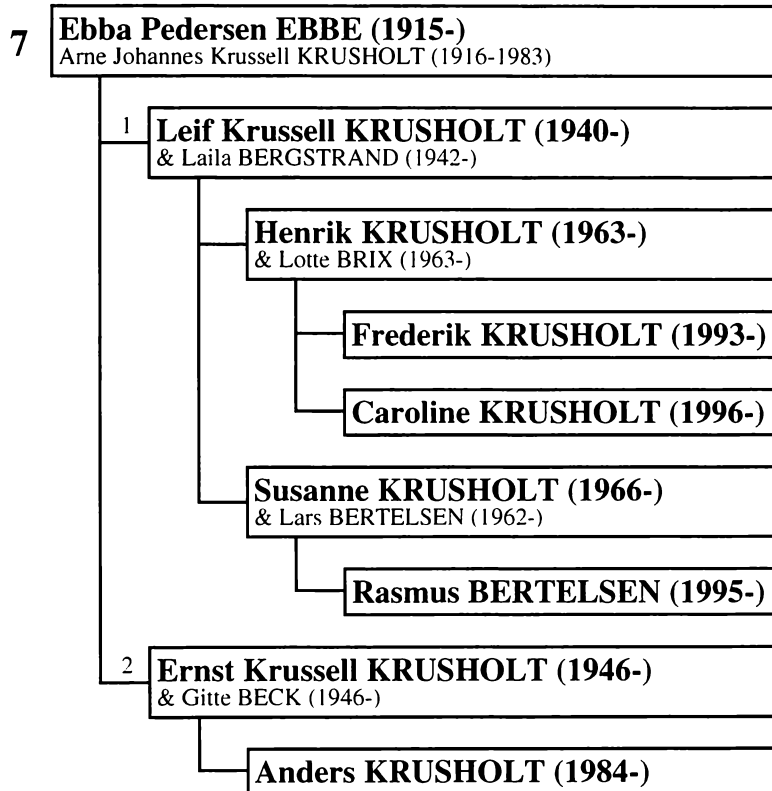 7
Ebba Pedersen EBBE (1915-)
Arne Johannes Krussell KRUSHOLT (1916-1983)
1
Leif Krussell KRUSHOLT (1940-)
& Laila BERGSTRAND (1942-)
Henrik KRUSHOLT (1963-)
& Lotte BRIX (1963-)
Frederik KRUSHOLT (1993-)
Caroline KRUSHOLT (1996-)
Susanne KRUSHOLT (1966-)
& Lars BERTELSEN (1962-)
Rasmus BERTELSEN (1995-)
2
Ernst Krussell KRUSHOLT (1946-)
& Gitte BECK (1946-)
Anders KRUSHOLT (1984-)